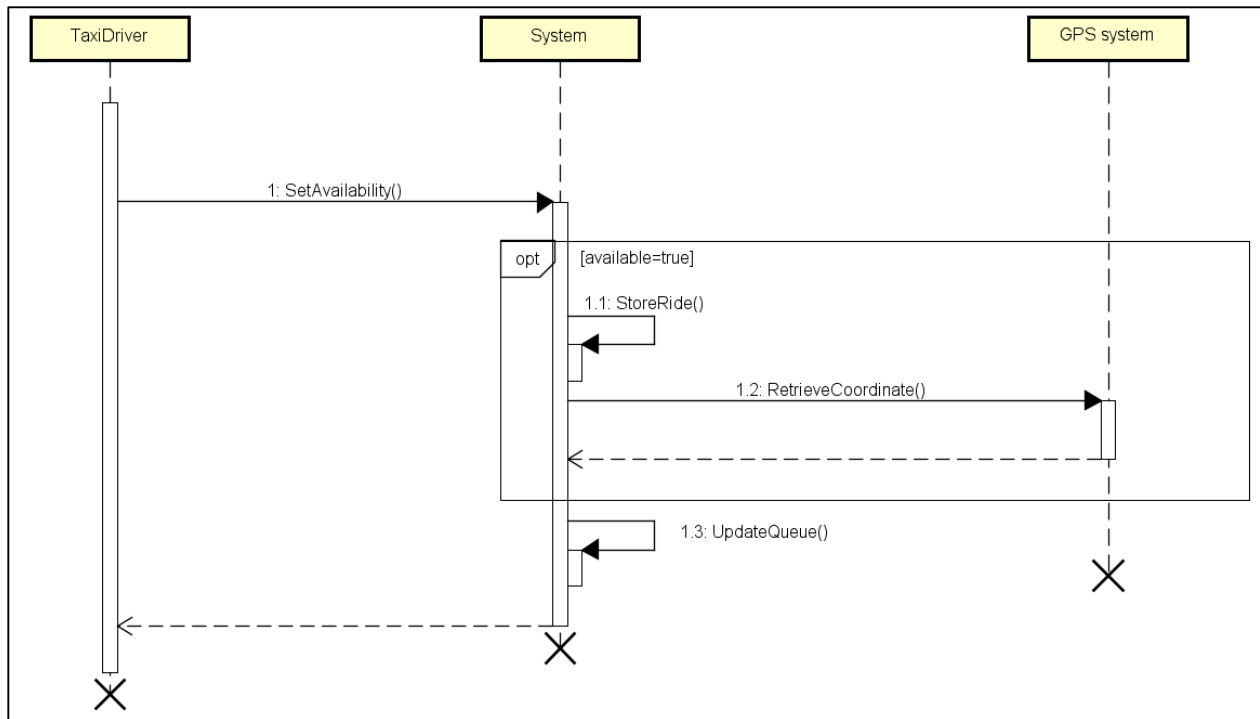 TaxiDriver
System
GPS system
1: SetAvailability()
opt
[available=true]
1.1: StoreRide()
1.2: RetrieveCoordinate()
1.3: UpdateQueue()